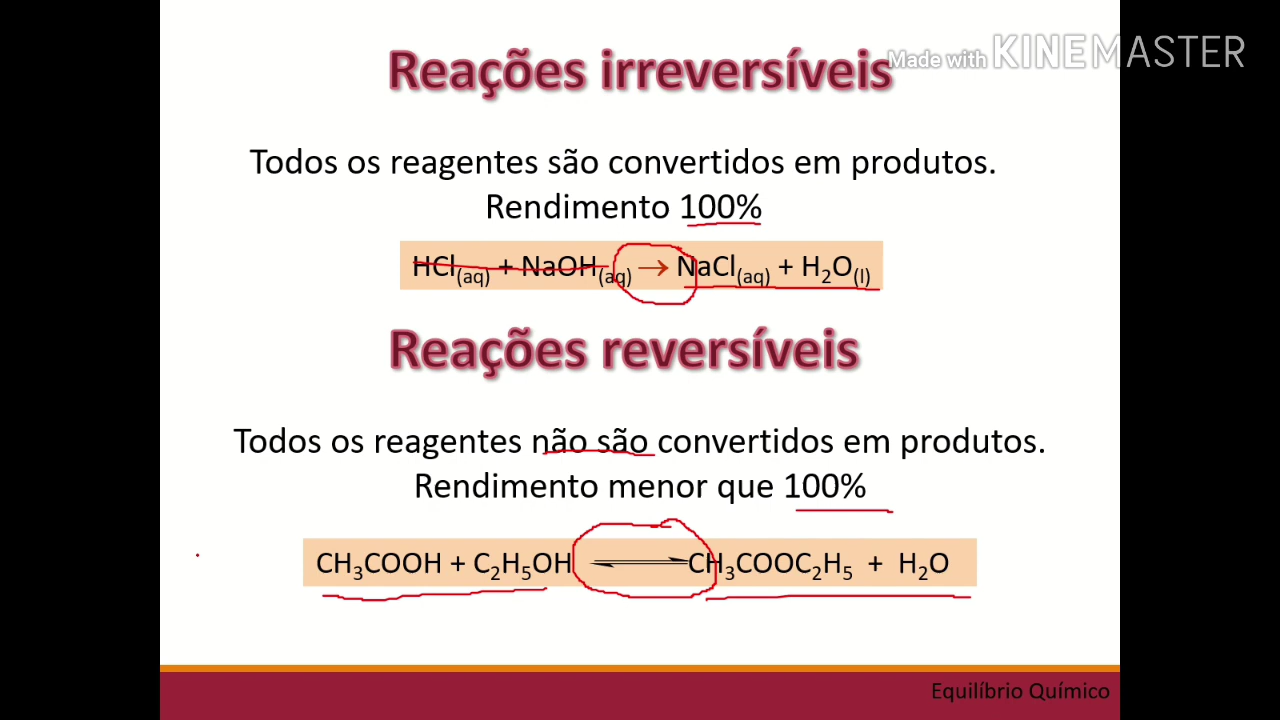 Made with KINEMASTER
Reações irreversíveis
Todos os reagentes são convertidos em produtos.
Rendimento 100%
HCl(aq) + NaOH(aq) → NaCl(aq) + H₂O(l)
Reações reversíveis
Todos os reagentes não são convertidos em produtos.
Rendimento menor que 100%
CH₃COOH + C₂H₅OH ⇌ CH₃COOC₂H₅ + H₂O
Equilíbrio Químico